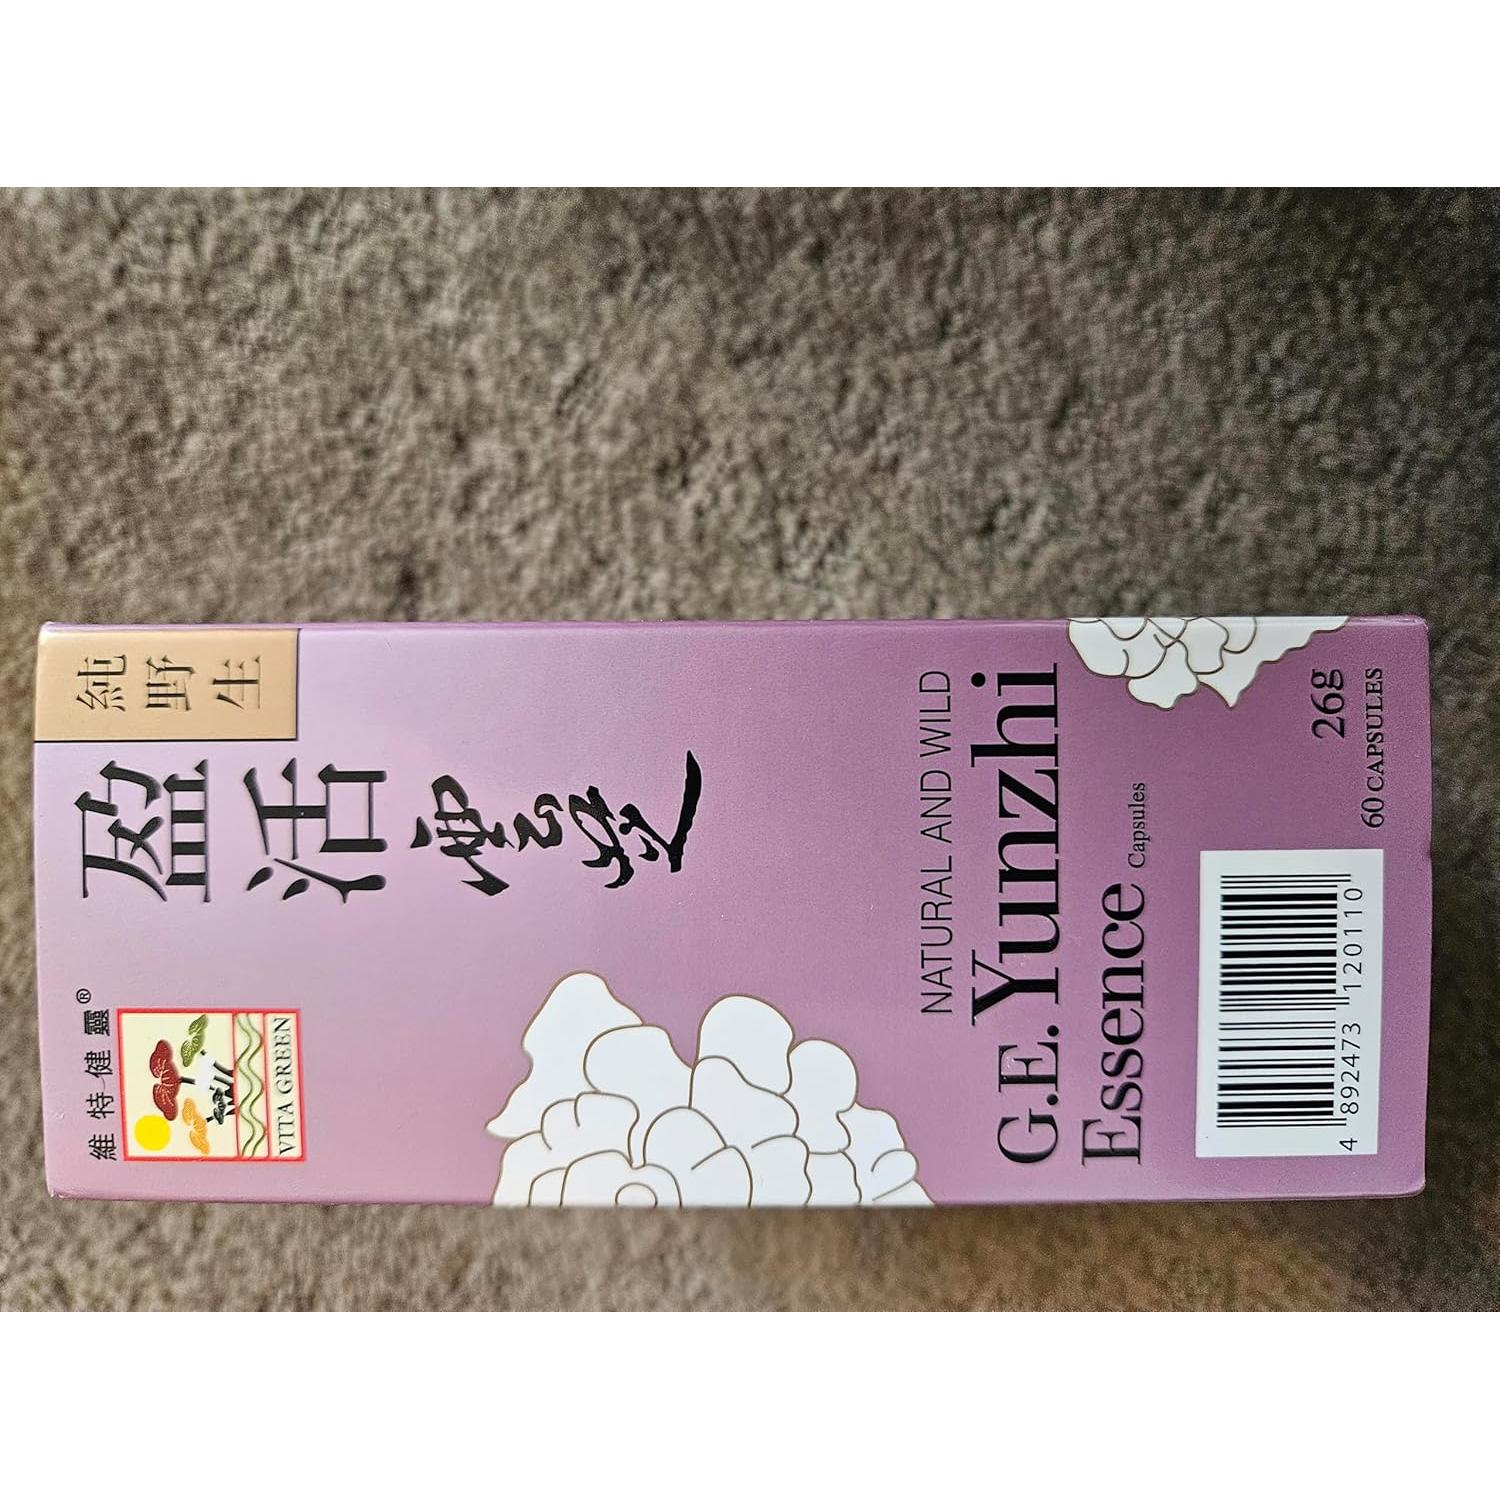 維特健靈®
VITA GREEN
純野生
盈活
雲芝
NATURAL AND WILD
G.E. Yunzhi
Essence Capsules
26g
60 CAPSULES
4 892473 120110